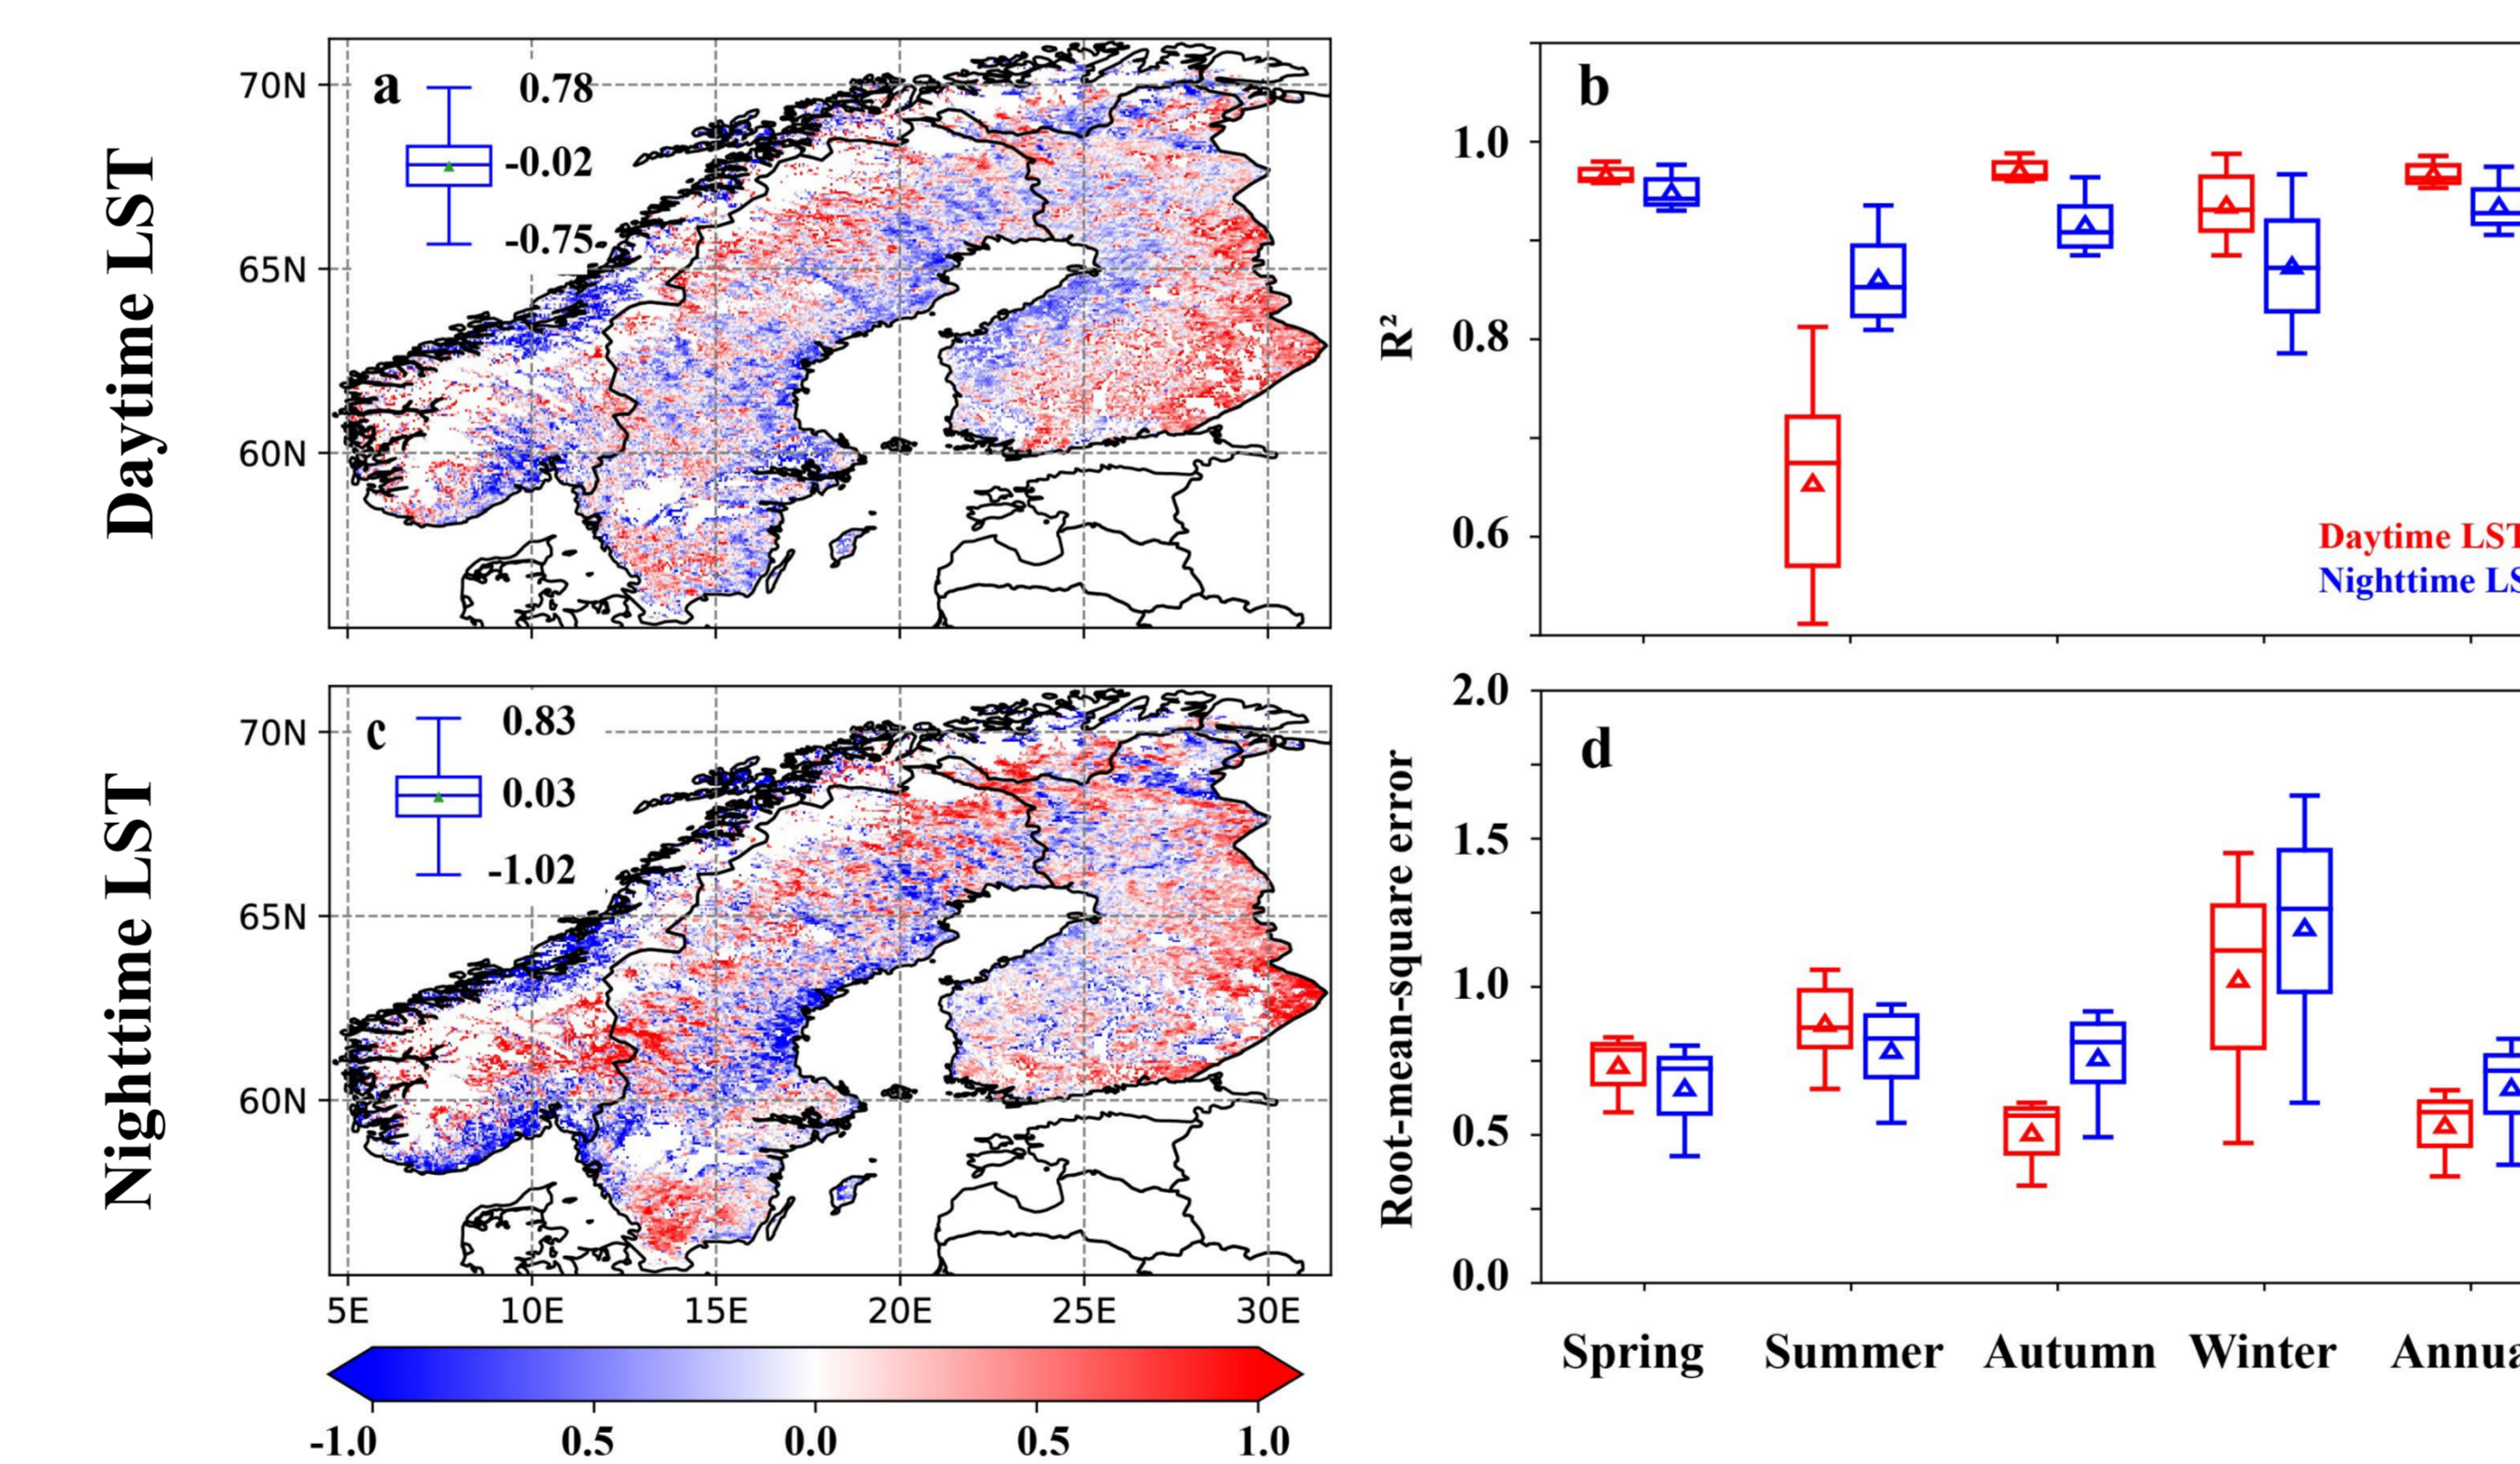 Daytime LST
a
0.78
-0.02
-0.75
70N
65N
60N
b
R²
1.0
0.8
0.6
Daytime LST
Nighttime LS
Nighttime LST
c
0.83
0.03
-1.02
70N
65N
60N
5E 10E 15E 20E 25E 30E
-1.0 0.5 0.0 0.5 1.0
d
Root-mean-square error
2.0
1.5
1.0
0.5
0.0
Spring Summer Autumn Winter Annua